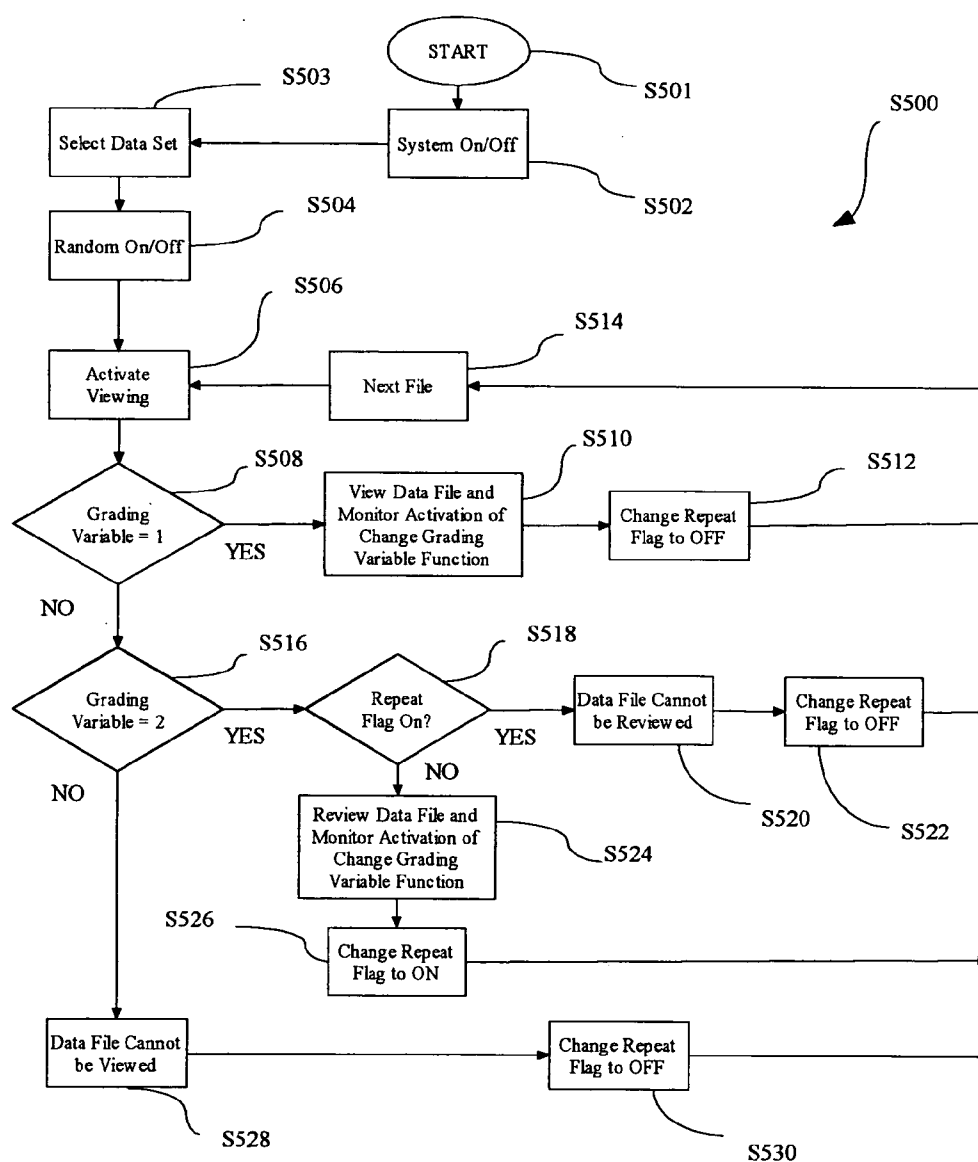 START
S501
S503
S500
Select Data Set
System On/Off
S502
S504
Random On/Off
S506
S514
Activate
Viewing
Next File
S508
S510
S512
Grading
Variable = 1
YES
View Data File and
Monitor Activation of
Change Grading
Variable Function
Change Repeat
Flag to OFF
NO
S516
S518
Grading
Variable = 2
YES
Repeat
Flag On?
YES
Data File Cannot
be Reviewed
Change Repeat
Flag to OFF
NO
NO
S520
S522
Review Data File and
Monitor Activation of
Change Grading
Variable Function
S524
S526
Change Repeat
Flag to ON
Data File Cannot
be Viewed
Change Repeat
Flag to OFF
S528
S530